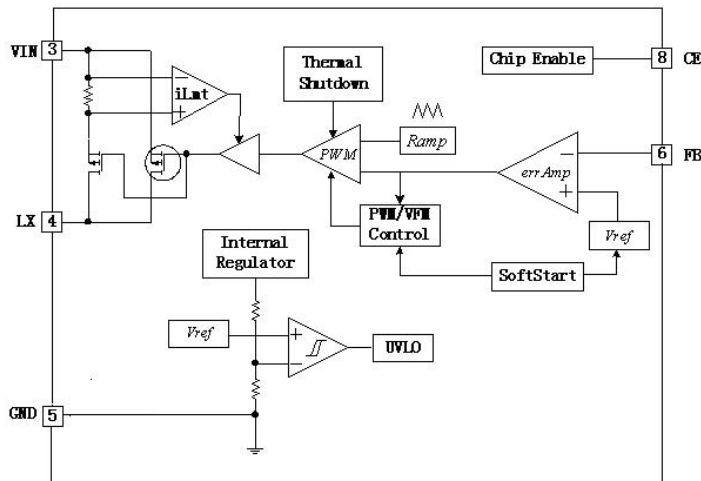 VIN 3
iLmt
Thermal
Shutdown
Chip Enable
8 CE
PWM
Ramp
errAmp
6 FB
LX 4
PWM/VFM
Control
Vref
SoftStart
Internal
Regulator
Vref
UVLO
GND 5